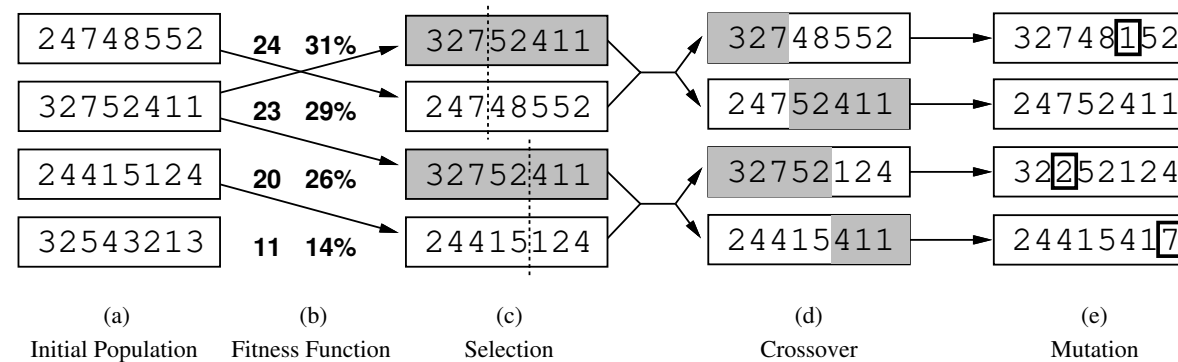 24748552 24 31% 32752411 32748552 32748152
32752411 23 29% 24748552 24752411 24752411
24415124 20 26% 32752411 32752124 32252124
32543213 11 14% 24415124 24415411 24415417
(a) (b) (c) (d) (e)
Initial Population Fitness Function Selection Crossover Mutation